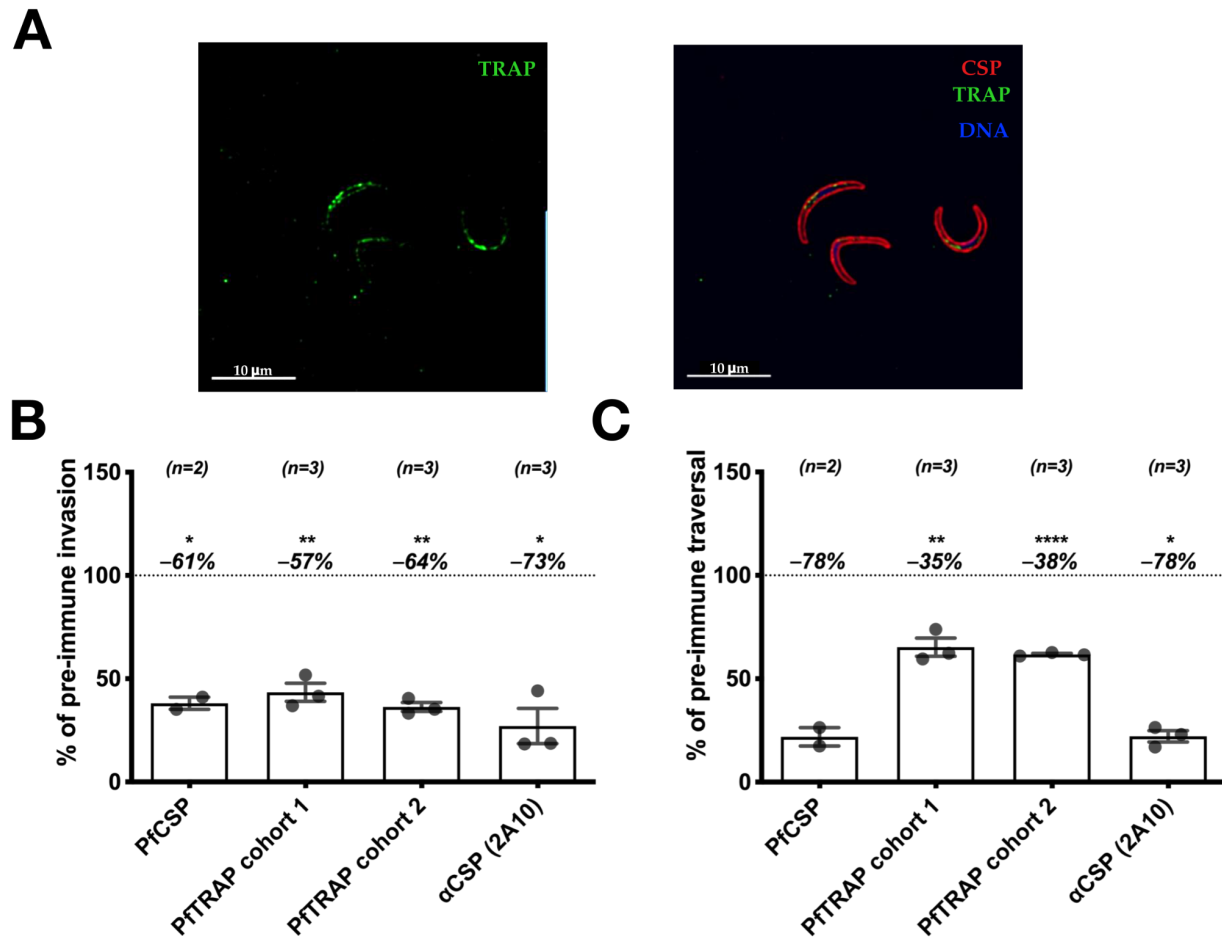 A
TRAP
10 µm
CSP
TRAP
DNA
10 µm
B
% of pre-immune invasion
150
100
50
0
(n=2) (n=3) (n=3) (n=3)
* ** ** *
–61% –57% –64% –73%
PfCSP
PfTRAP cohort 1
PfTRAP cohort 2
αCSP (2A10)
C
% of pre-immune traversal
150
100
50
0
(n=2) (n=3) (n=3) (n=3)
** **** *
–78% –35% –38% –78%
PfCSP
PfTRAP cohort 1
PfTRAP cohort 2
αCSP (2A10)